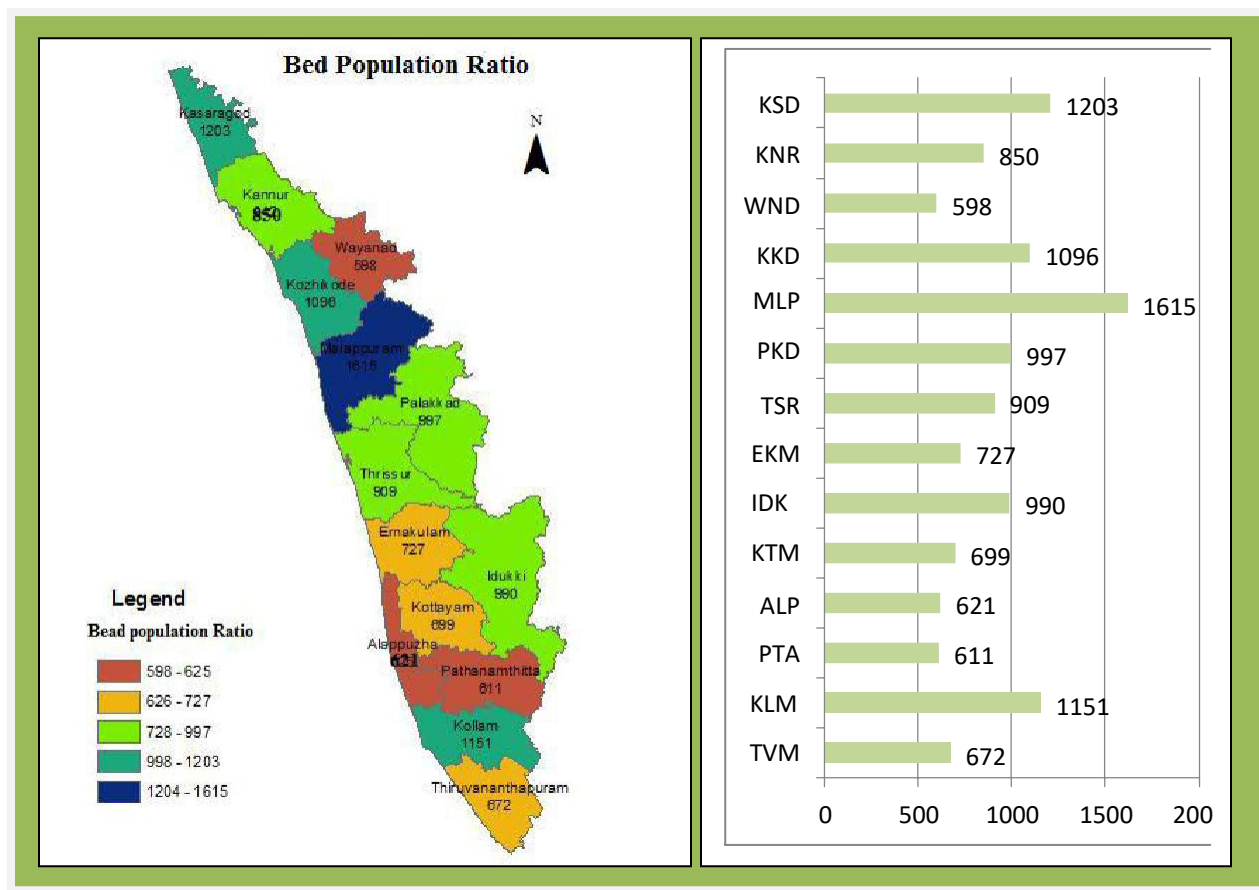 Bed Population Ratio
N
Kasaragod
1203
Kannur
850
Wayanad
598
Kozhikode
1096
Malappuram
1615
Palakkad
997
Thrissur
909
Ernakulam
727
Idukki
990
Kottayam
699
Alappuzha
621
Pathanamthitta
611
Kollam
1151
Thiruvananthapuram
672
Legend
Bead population Ratio
598 - 625
626 - 727
728 - 997
998 - 1203
1204 - 1615
KSD 1203
KNR 850
WND 598
KKD 1096
MLP 1615
PKD 997
TSR 909
EKM 727
IDK 990
KTM 699
ALP 621
PTA 611
KLM 1151
TVM 672
0 500 1000 1500 200